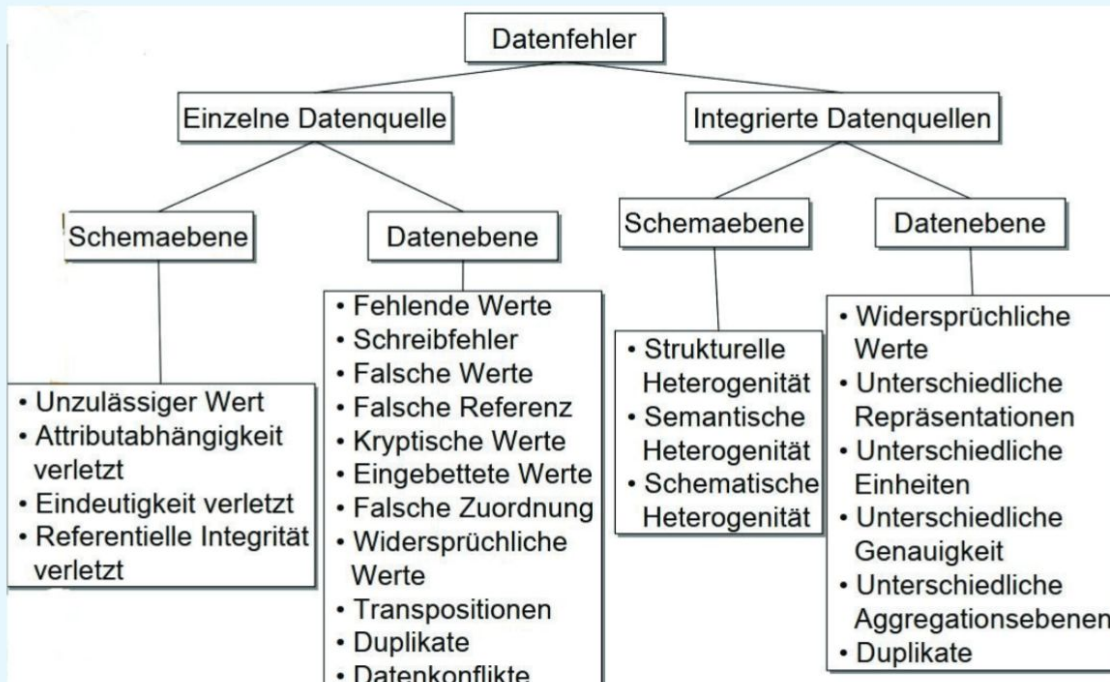 Datenfehler
Einzelne Datenquelle
Integrierte Datenquellen
Schemaebene
Datenebene
Schemaebene
Datenebene
• Unzulässiger Wert
• Attributabhängigkeit
verletzt
• Eindeutigkeit verletzt
• Referentielle Integrität
verletzt
• Fehlende Werte
• Schreibfehler
• Falsche Werte
• Falsche Referenz
• Kryptische Werte
• Eingebettete Werte
• Falsche Zuordnung
• Widersprüchliche
Werte
• Transpositionen
• Duplikate
• Datenkonflikte
• Strukturelle
Heterogenität
• Semantische
Heterogenität
• Schematische
Heterogenität
• Widersprüchliche
Werte
• Unterschiedliche
Repräsentationen
• Unterschiedliche
Einheiten
• Unterschiedliche
Genauigkeit
• Unterschiedliche
Aggregationsebenen
• Duplikate